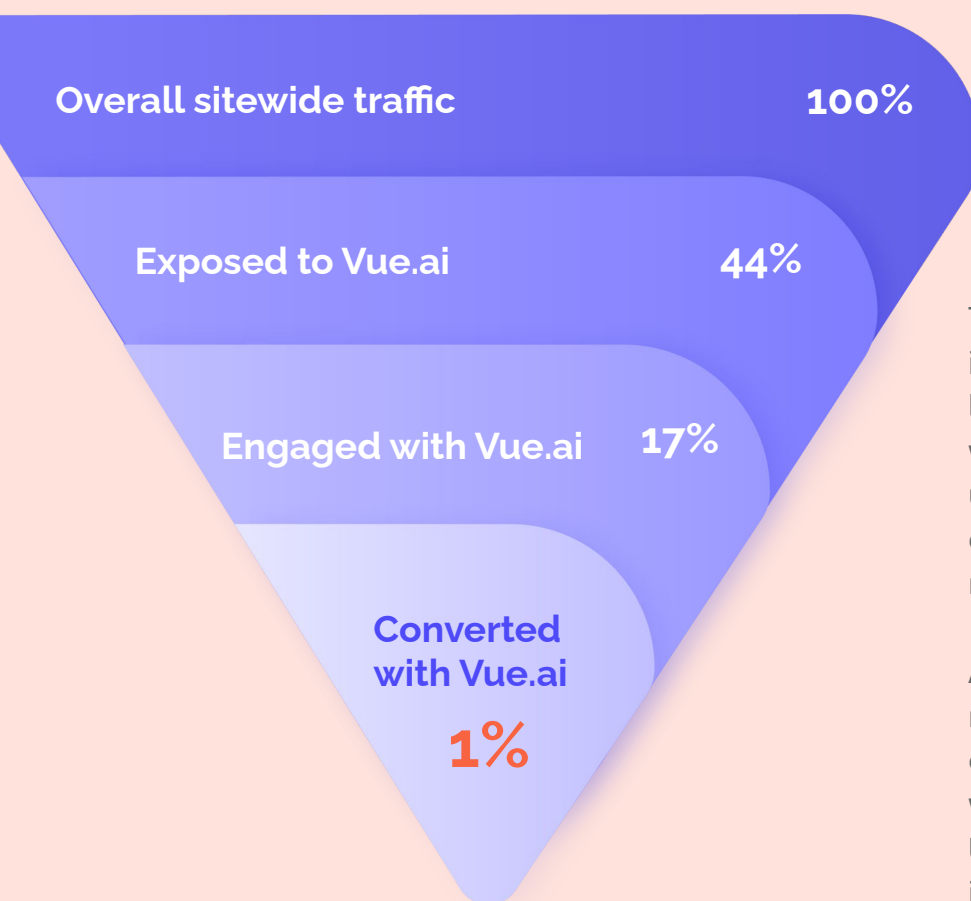 Overall sitewide traffic 100%
Exposed to Vue.ai 44%
Engaged with Vue.ai 17%
Converted
with Vue.ai
1%